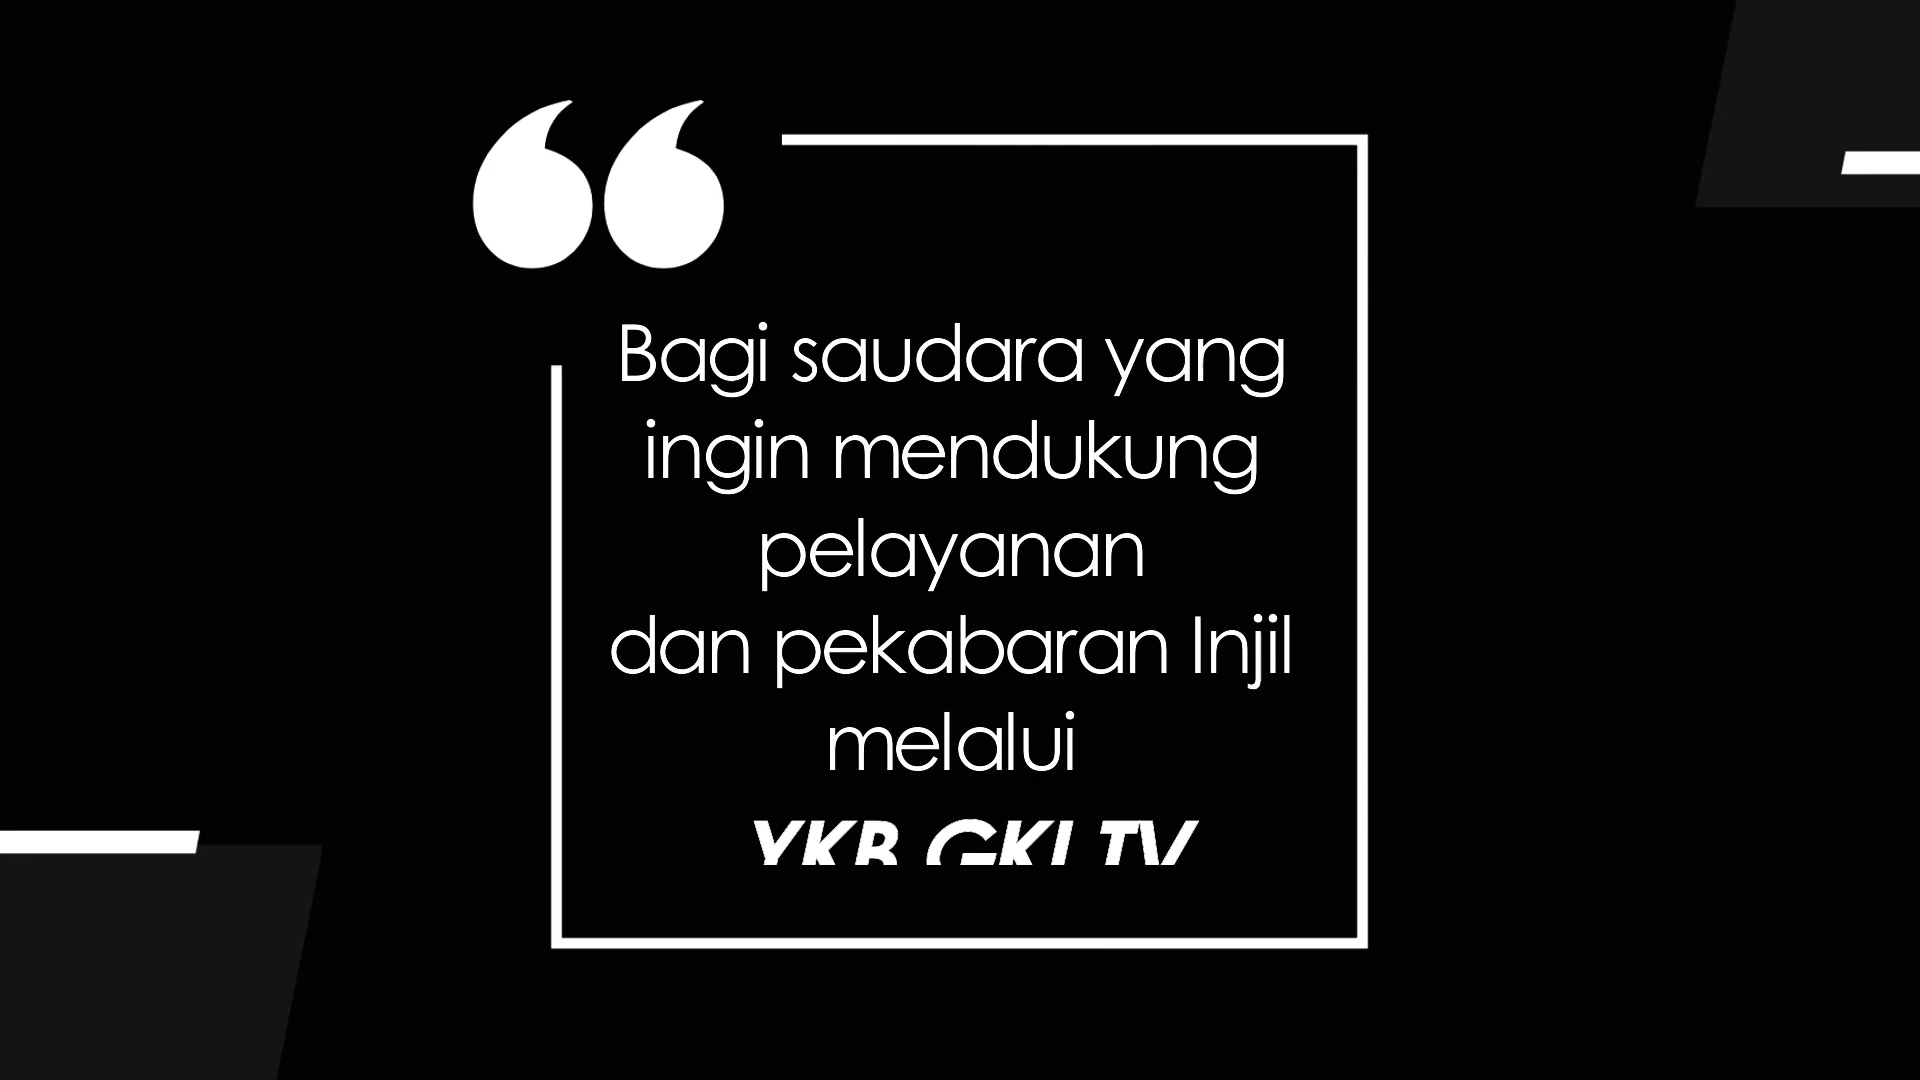 Bagi saudara yang
ingin mendukung
pelayanan
dan pekabaran Injil
melalui
YKB GKI TV